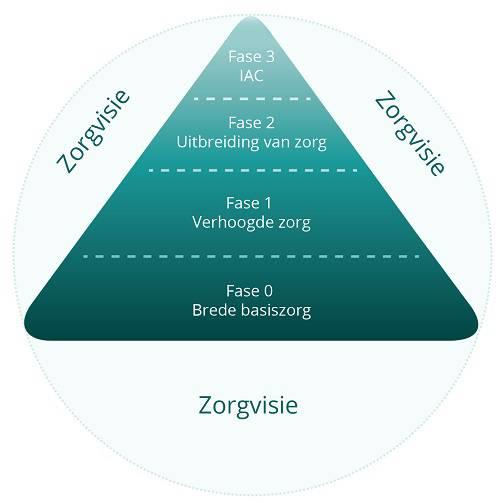 Fase 3
IAC
Zorgvisie
Zorgvisie
Fase 2
Uitbreiding van zorg
Fase 1
Verhoogde zorg
Fase 0
Brede basiszorg
Zorgvisie